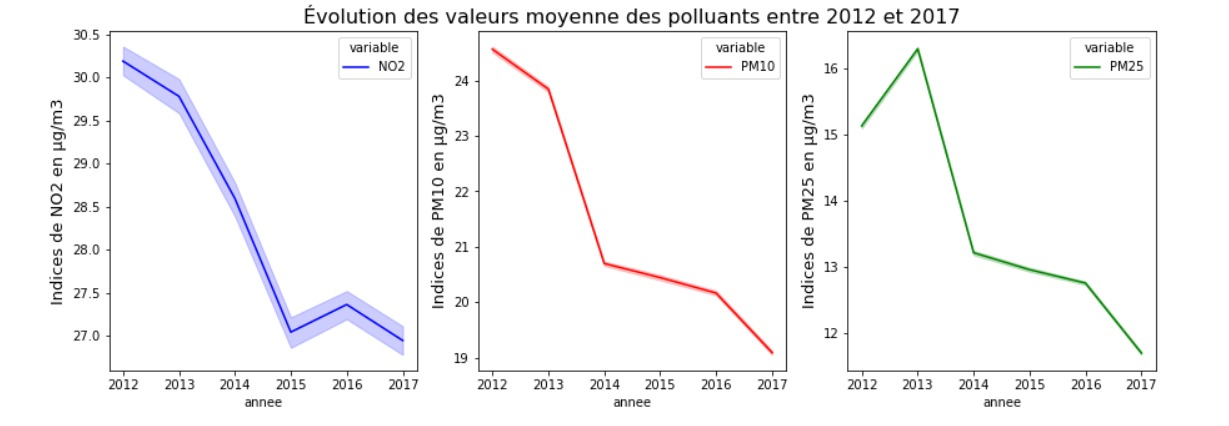 Évolution des valeurs moyenne des polluants entre 2012 et 2017
Indices de NO2 en µg/m3
30.5
30.0
29.5
29.0
28.5
28.0
27.5
27.0
variable
NO2
2012 2013 2014 2015 2016 2017
annee
Indices de PM10 en µg/m3
24
23
22
21
20
19
variable
PM10
2012 2013 2014 2015 2016 2017
annee
Indices de PM25 en µg/m3
16
15
14
13
12
variable
PM25
2012 2013 2014 2015 2016 2017
annee